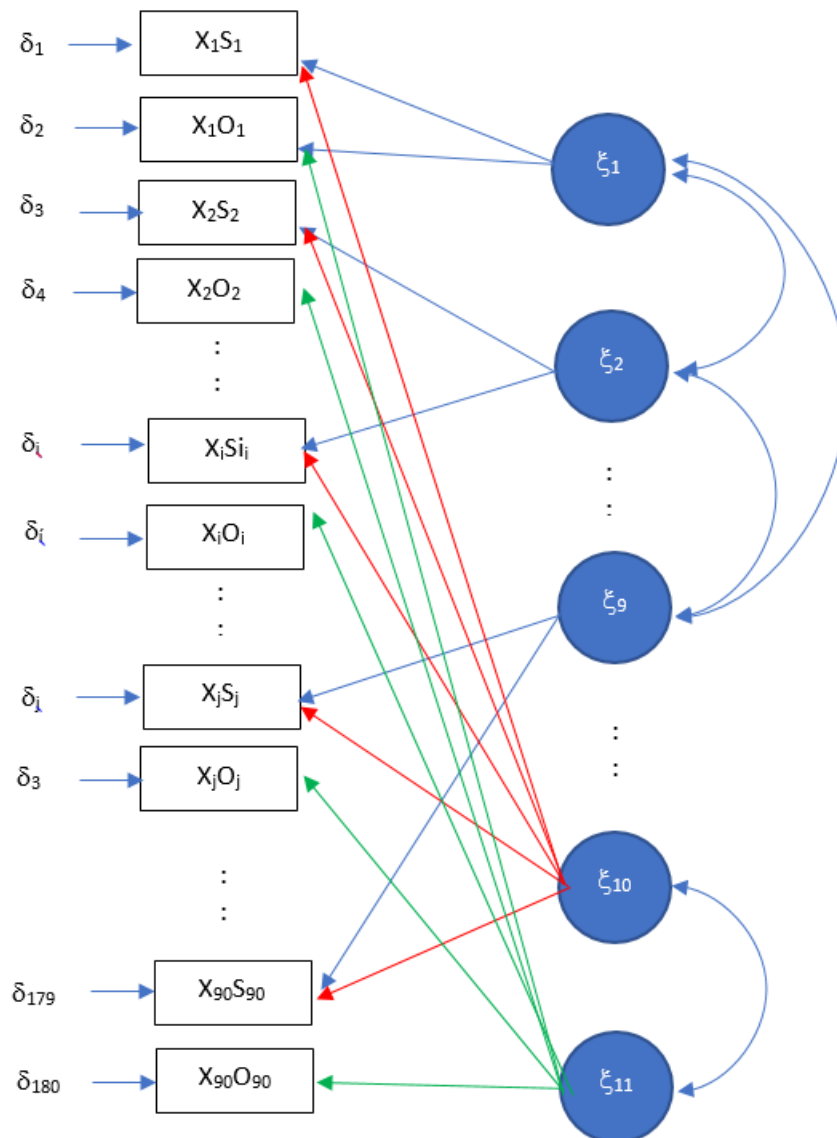 δ1 X1S1
δ2 X1O1
ξ1
δ3 X2S2
δ4 X2O2
ξ2
:
:
δi XiSii
:
:
δi XiOi
ξ9
:
:
δj XjSj
:
:
δ3 XjOj
:
:
ξ10
δ179 X90S90
δ180 X90O90
ξ11